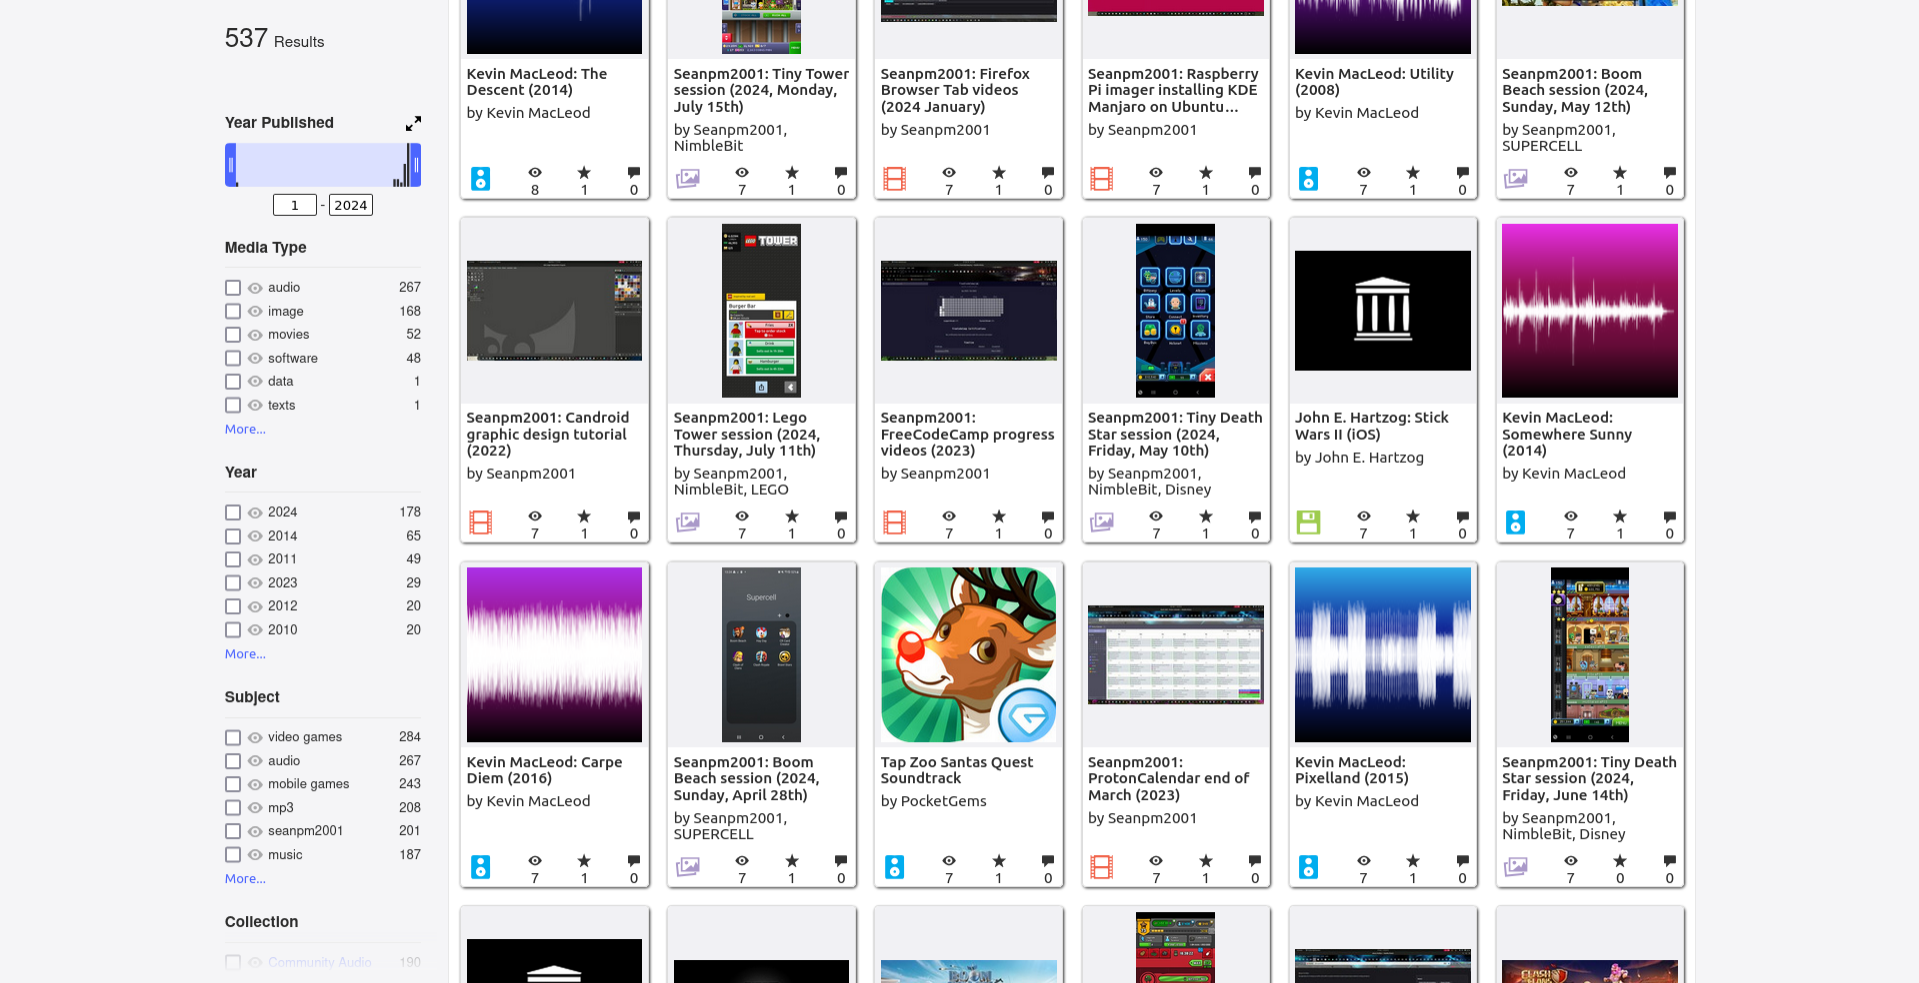 537 Results
Year Published
1 - 2024
Media Type
audio 267
image 168
movies 52
software 48
data 1
texts 1
More...
Year
2024 178
2014 65
2011 49
2023 29
2012 20
2010 20
More...
Subject
video games 284
audio 267
mobile games 243
mp3 208
seanpm2001 201
music 187
More...
Collection
Community Audio 190
Kevin MacLeod: The
Descent (2014)
by Kevin MacLeod
8 1 0
Seanpm2001: Tiny Tower
session (2024, Monday,
July 15th)
by Seanpm2001,
NimbleBit
7 1 0
Seanpm2001: Firefox
Browser Tab videos
(2024 January)
by Seanpm2001
7 1 0
Seanpm2001: Raspberry
Pi imager installing KDE
Manjaro on Ubuntu...
by Seanpm2001
7 1 0
Kevin MacLeod: Utility
(2008)
by Kevin MacLeod
7 1 0
Seanpm2001: Boom
Beach session (2024,
Sunday, May 12th)
by Seanpm2001,
SUPERCELL
7 1 0
Seanpm2001: Candroid
graphic design tutorial
(2022)
by Seanpm2001
7 1 0
LEGO TOWER
Burger Bar
Seanpm2001: Lego
Tower session (2024,
Thursday, July 11th)
by Seanpm2001,
NimbleBit, LEGO
7 1 0
Seanpm2001:
FreeCodeCamp progress
videos (2023)
by Seanpm2001
7 1 0
Seanpm2001: Tiny Death
Star session (2024,
Friday, May 10th)
by Seanpm2001,
NimbleBit, Disney
7 1 0
John E. Hartzog: Stick
Wars II (iOS)
by John E. Hartzog
7 1 0
Kevin MacLeod:
Somewhere Sunny
(2014)
by Kevin MacLeod
7 1 0
Kevin MacLeod: Carpe
Diem (2016)
by Kevin MacLeod
7 1 0
Supercell
Seanpm2001: Boom
Beach session (2024,
Sunday, April 28th)
by Seanpm2001,
SUPERCELL
7 1 0
Tap Zoo Santas Quest
Soundtrack
by PocketGems
7 1 0
Seanpm2001:
ProtonCalendar end of
March (2023)
by Seanpm2001
7 1 0
Kevin MacLeod:
Pixelland (2015)
by Kevin MacLeod
7 1 0
Seanpm2001: Tiny Death
Star session (2024,
Friday, June 14th)
by Seanpm2001,
NimbleBit, Disney
7 0 0
BOOM
CLASH